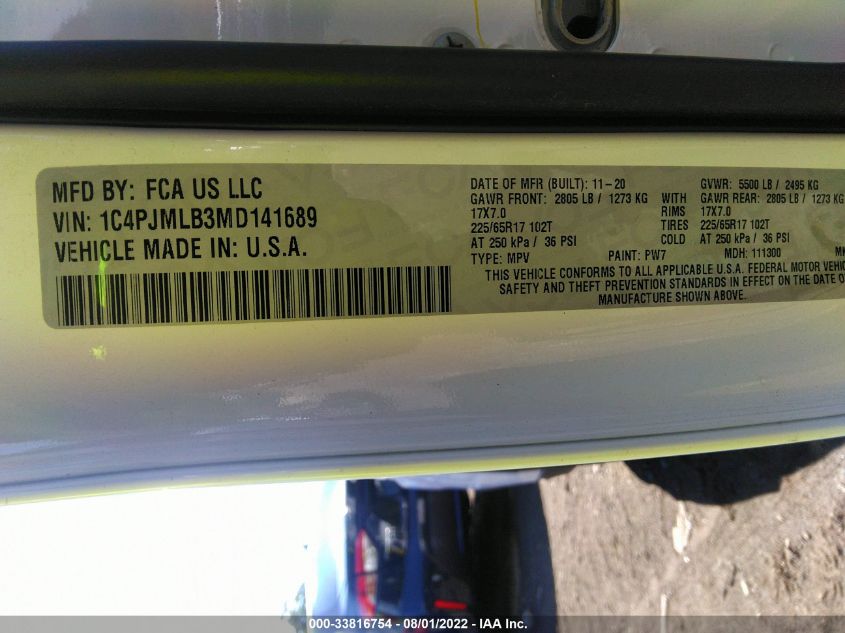 MFD BY: FCA US LLC
VIN: 1C4PJMLB3MD141689
VEHICLE MADE IN: U.S.A.
DATE OF MFR (BUILT): 11-20 GVWR: 5500 LB / 2495 KG
GAWR FRONT: 2805 LB / 1273 KG WITH GAWR REAR: 2805 LB / 1273 KG
17X7.0 RIMS 17X7.0
225/65R17 102T TIRES 225/65R17 102T
AT 250 kPa / 36 PSI COLD AT 250 kPa / 36 PSI
TYPE: MPV PAINT: PW7 MDH: 111300
THIS VEHICLE CONFORMS TO ALL APPLICABLE U.S.A. FEDERAL MOTOR
SAFETY AND THEFT PREVENTION STANDARDS IN EFFECT ON THE DATE OF
MANUFACTURE SHOWN ABOVE.
000-33816754 - 08/01/2022 - IAA Inc.